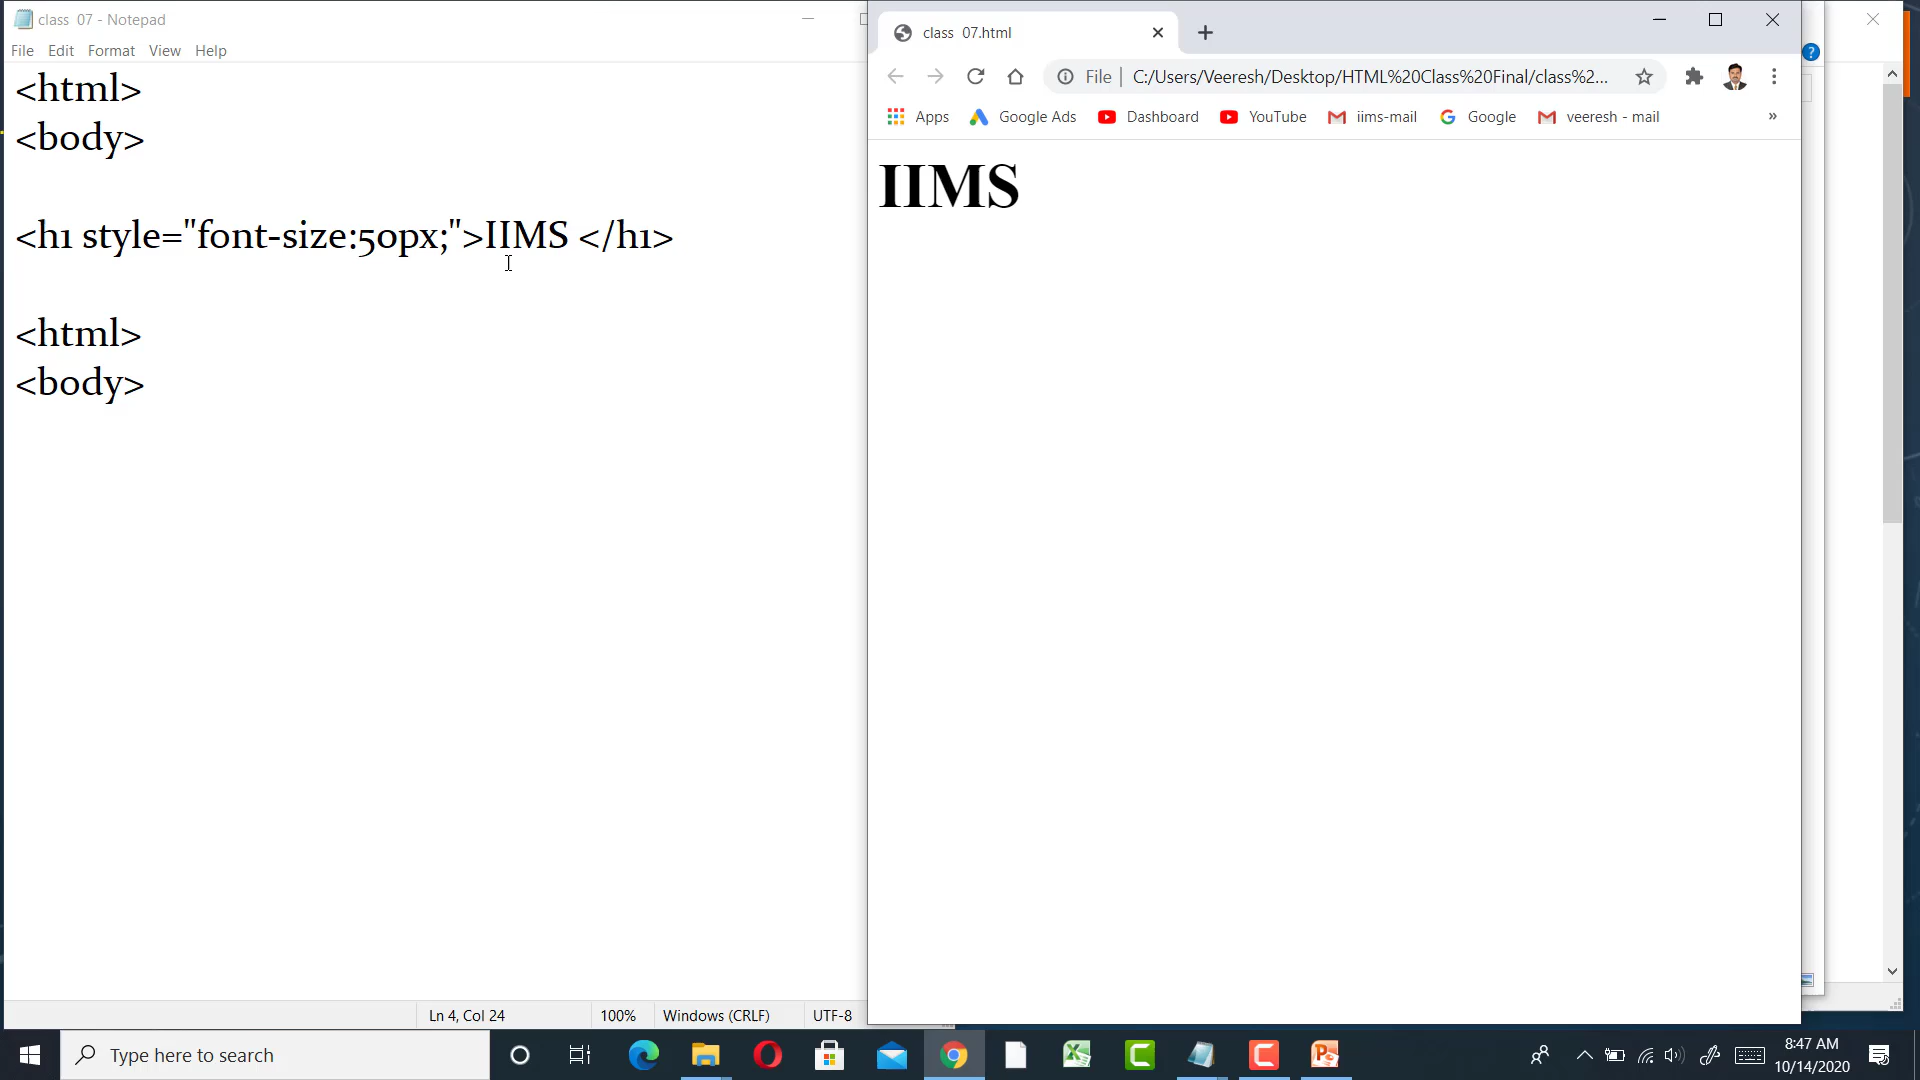 class 07 - Notepad
File Edit Format View Help
<html>
<body>
<h1 style="font-size:50px;">IIMS </h1>
<html>
<body>
Ln 4, Col 24 100% Windows (CRLF) UTF-8
class 07.html
File C:/Users/Veeresh/Desktop/HTML%20Class%20Final/class%2...
Apps Google Ads Dashboard YouTube iims-mail Google veeresh - mail »
IIMS
Type here to search
8:47 AM
10/14/2020